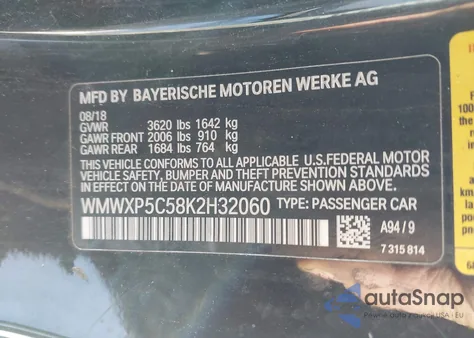 MFD BY BAYERISCHE MOTOREN WERKE AG
08/18
GVWR 3620 lbs 1642 kg
GAWR FRONT 2006 lbs 910 kg
GAWR REAR 1684 lbs 764 kg
THIS VEHICLE CONFORMS TO ALL APPLICABLE U.S.FEDERAL MOTOR
VEHICLE SAFETY, BUMPER AND THEFT PREVENTION STANDARDS
IN EFFECT ON THE DATE OF MANUFACTURE SHOWN ABOVE.
WMWXP5C58K2H32060 TYPE: PASSENGER CAR
A94 / 9
7 315 814
autoSnap